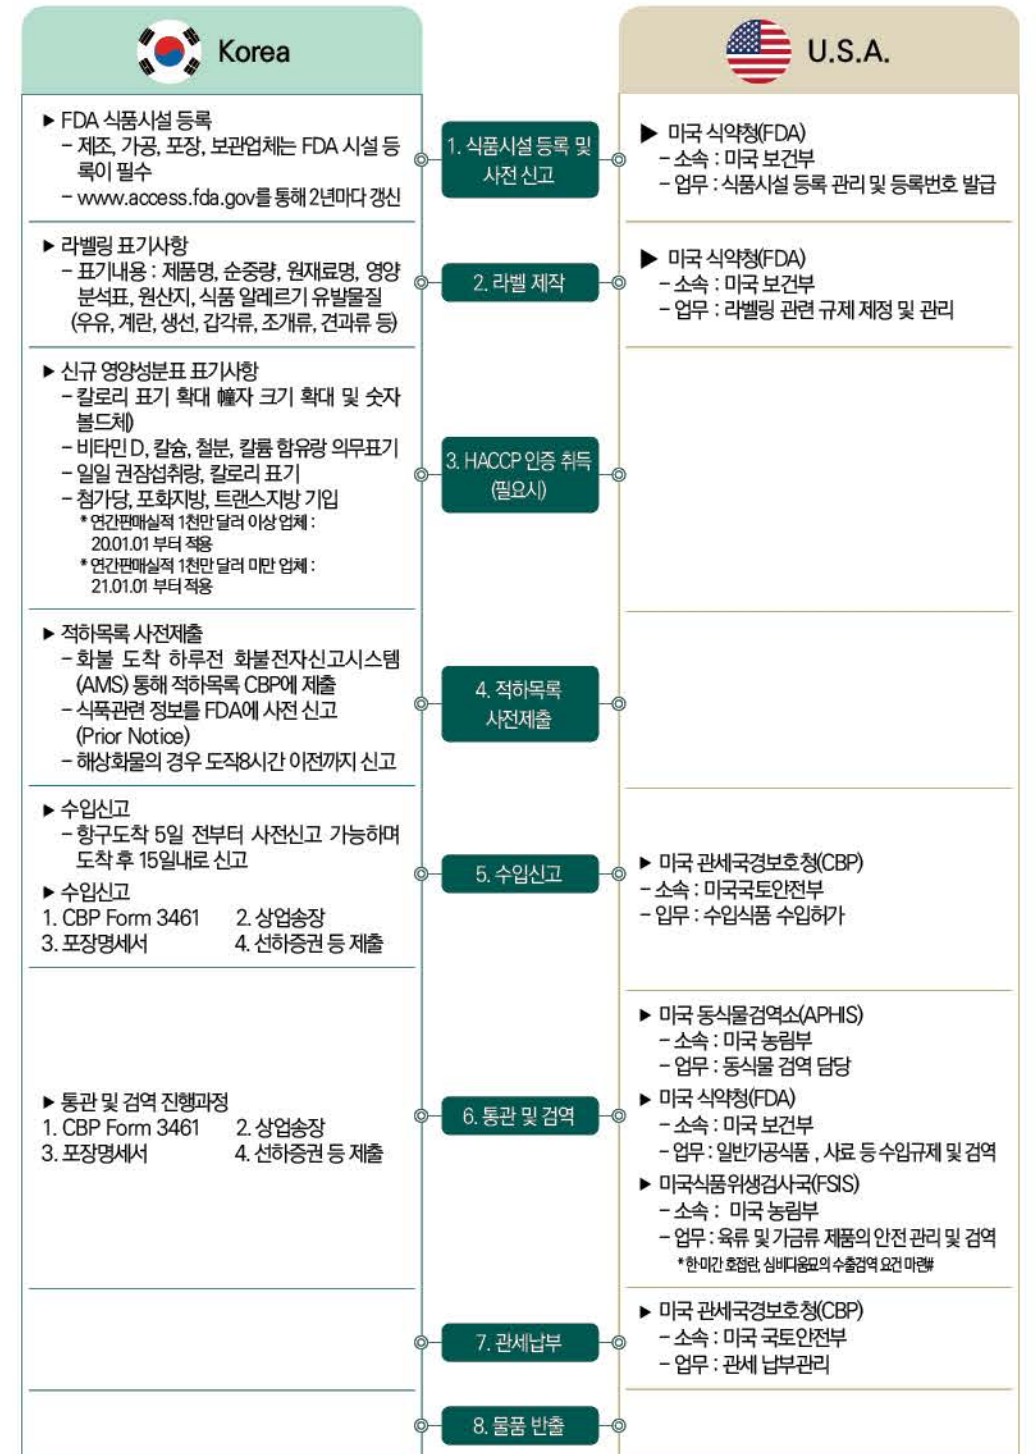 Korea
U.S.A.
▶ FDA 식품시설 등록
– 제조, 가공, 포장, 보관업체는 FDA 시설 등
록이 필수
– www.access.fda.gov를 통해 2년마다 갱신
1. 식품시설 등록 및
사전 신고
▶ 미국 식약청(FDA)
– 소속 : 미국 보건부
– 업무 : 식품시설 등록 관리 및 등록번호 발급
▶ 라벨링 표기사항
– 표기내용 : 제품명, 순중량, 원재료명, 영양
분석표, 원산지, 식품 알레르기 유발물질
(우유, 계란, 생선, 갑각류, 조개류, 견과류 등)
2. 라벨 제작
▶ 미국 식약청(FDA)
– 소속 : 미국 보건부
– 업무 : 라벨링 관련 규제 제정 및 관리
▶ 신규 영양성분표 표기사항
– 칼로리 표기 확대 幢자 크기 확대 및 숫자
볼드체)
– 비타민 D, 칼슘, 철분, 칼륨 함유량 의무표기
– 일일 권잠섭취량, 칼로리 표기
– 첨가당, 포화지방, 트랜스지방 기입
* 연간판매실적 1천만 달러 이상 업체 :
20.01.01 부터 적용
* 연간판매실적 1천만 달러 미만 업체 :
21.01.01 부터 적용
3. HACCP 인증 취득
(필요시)
▶ 적하목록 사전제출
– 화불 도착 하루전 화불전자신고시스템
(AMS) 통해 적하목록 CBP에 제출
– 식푹관련 정보를 FDA에 사전 신고
(Prior Notice)
– 해상화물의 경우 도작8시간 이전까지 신고
4. 적하목록
사전제출
▶ 수입신고
– 항구도착 5일 전부터 사전신고 가능하며
도착 후 15일내로 신고
▶ 수입신고
1. CBP Form 3461 2. 상업송장
3. 포장명세서 4. 선하증권 등 제출
5. 수입신고
▶ 미국 관세국경보호청(CBP)
– 소속 : 미국국토안전부
– 입무 : 수입식품 수입허가
▶ 통관 및 검역 진행과정
1. CBP Form 3461 2. 상업송장
3. 포장명세서 4. 선하증권 등 제출
6. 통관 및 검역
▶ 미국 동식물검역소(APHIS)
– 소속 : 미국 농림부
– 업무 : 동식물 검역 담당
▶ 미국 식약청(FDA)
– 소속 : 미국 보건부
– 업무 : 일반가공식품 , 사료 등 수입규제 및 검역
▶ 미국식품위생검사국(FSIS)
– 소속 : 미국 농림부
– 업무 : 육류 및 가금류 제품의 안전 관리 및 검역
* 한·미간 호접란, 심비디움묘의 수출검역 요건 마련#
7. 관세납부
▶ 미국 관세국경보호청(CBP)
– 소속 : 미국 국토안전부
– 업무 : 관세 납부관리
8. 물품 반출